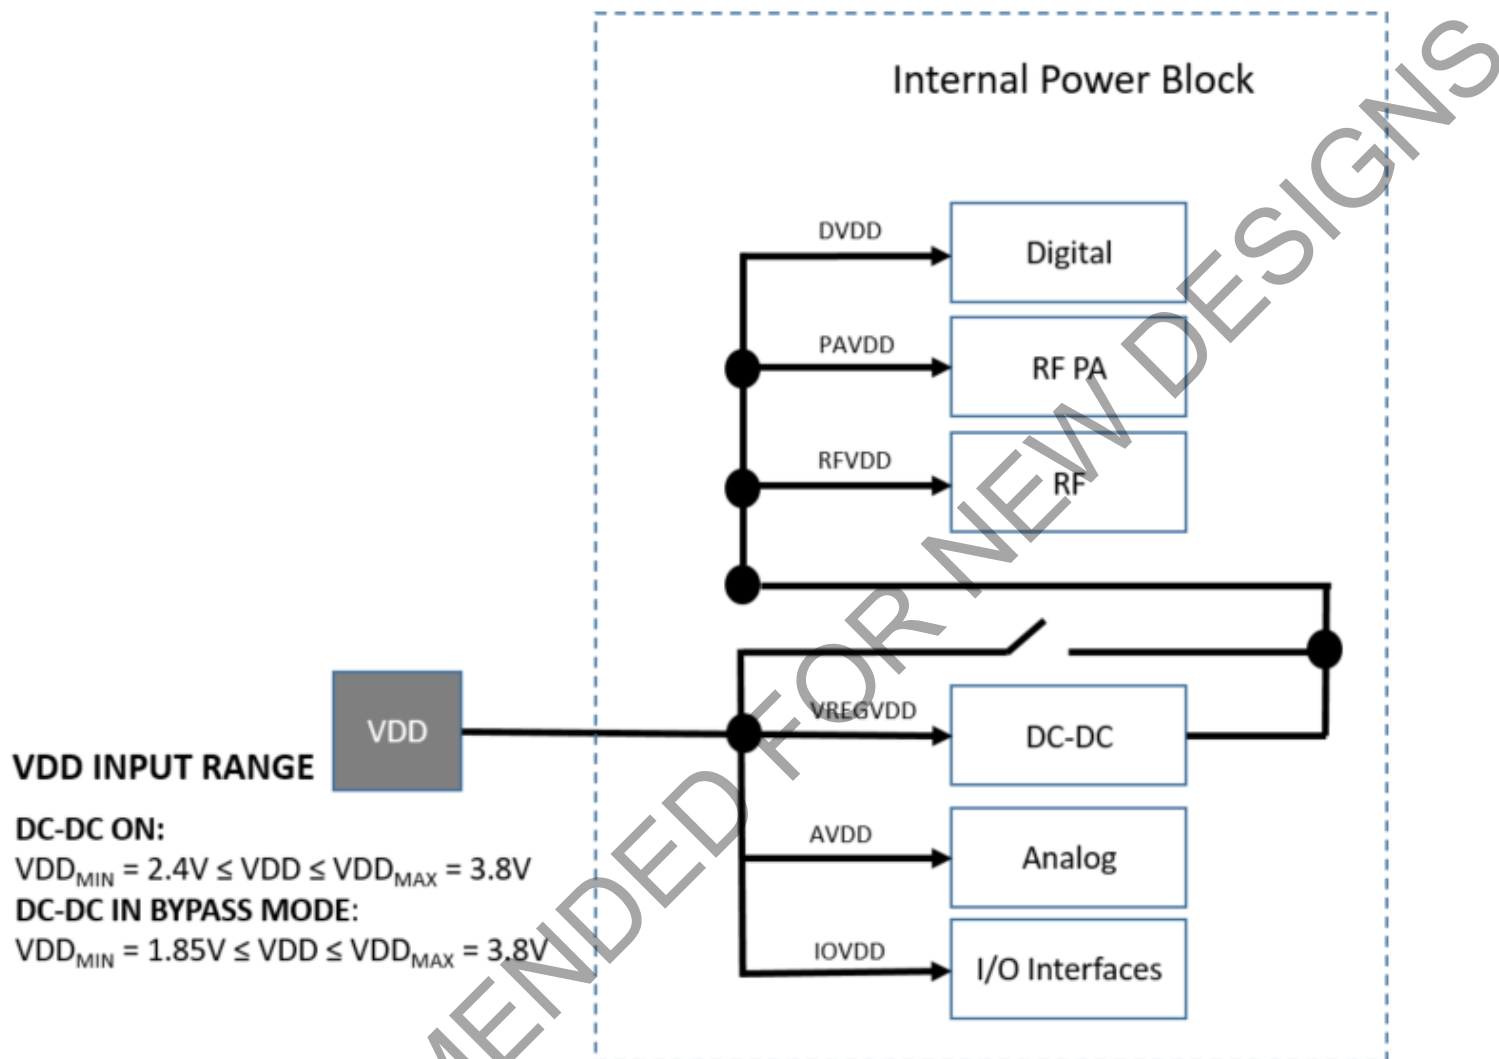 Internal Power Block
DVDD
Digital
PAVDD
RF PA
RFVDD
RF
VDD
VREGVDD
DC-DC
VDD INPUT RANGE
DC-DC ON:
VDDMIN = 2.4V ≤ VDD ≤ VDDMAX = 3.8V
DC-DC IN BYPASS MODE:
VDDMIN = 1.85V ≤ VDD ≤ VDDMAX = 3.8V
AVDD
Analog
IOVDD
I/O Interfaces
MENDED FOR NEW DESIGNS